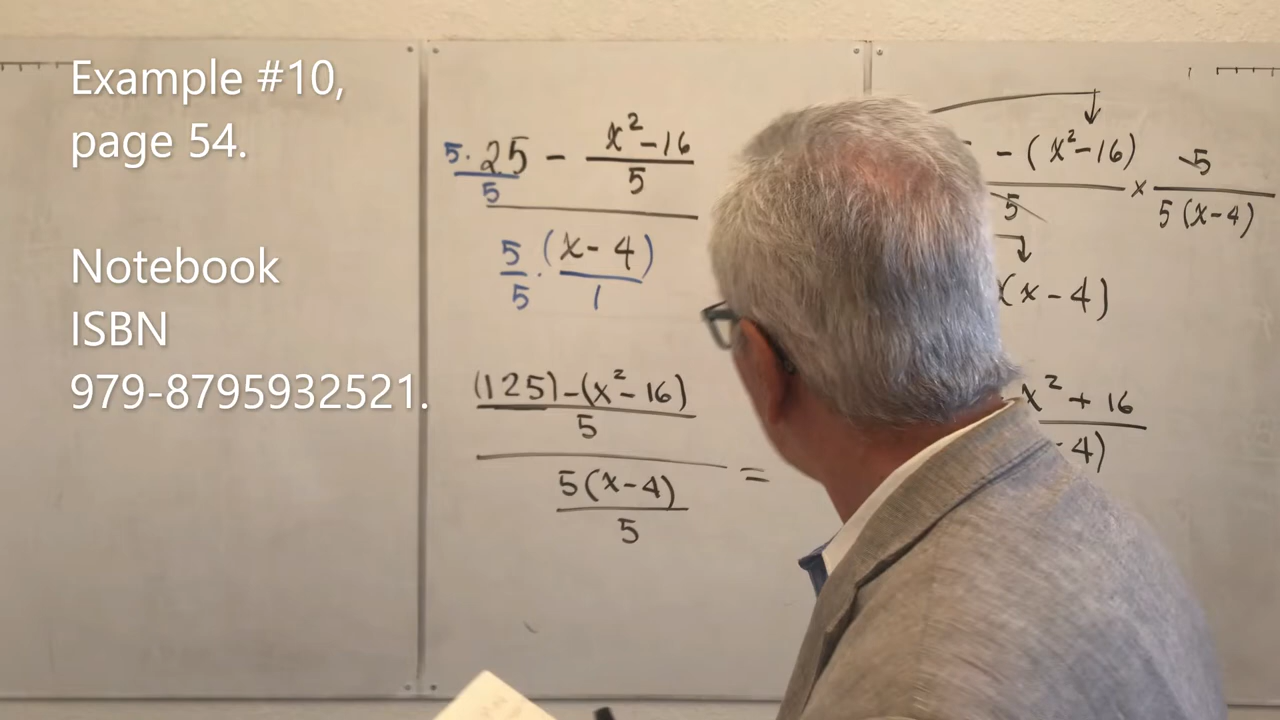 Example #10,
page 54.
Notebook
ISBN
979-8795932521.
5· 25 - x²-16
5 5
5 · (x-4)
5 1
(125)-(x²-16)
5
5(x-4) =
5
-(x²-16) × 5
5 5(x-4)
(x-4)
x²+16
-4)